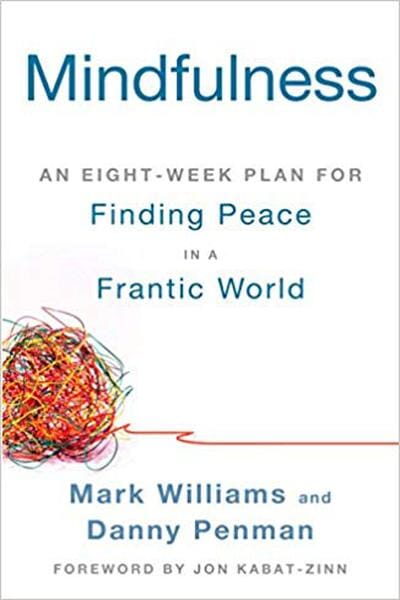 Mindfulness
AN EIGHT-WEEK PLAN FOR
Finding Peace
IN A
Frantic World
Mark Williams and
Danny Penman
FOREWORD BY JON KABAT-ZINN